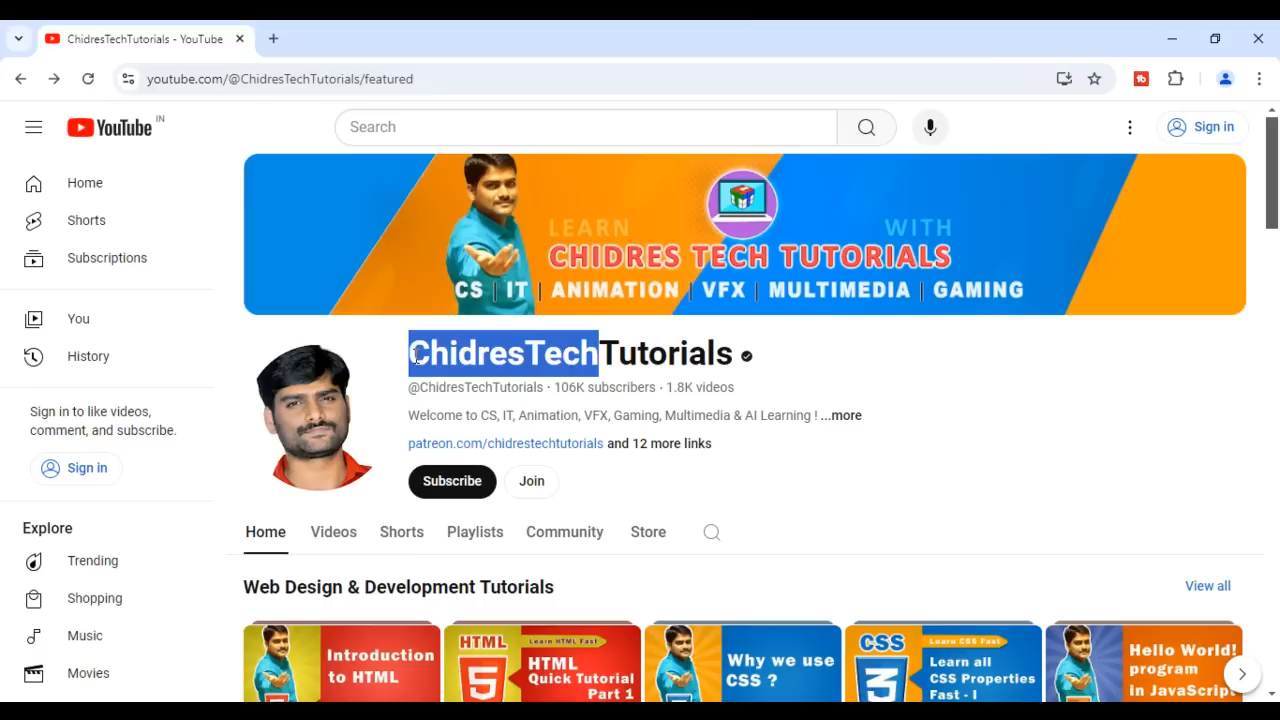 ChidresTechTutorials - YouTube
youtube.com/@ChidresTechTutorials/featured
YouTube IN
Search
Sign in
Home
Shorts
Subscriptions
You
History
Sign in to like videos,
comment, and subscribe.
Sign in
Explore
Trending
Shopping
Music
Movies
LEARN WITH
CHIDRES TECH TUTORIALS
CS | IT | ANIMATION | VFX | MULTIMEDIA | GAMING
ChidresTechTutorials
@ChidresTechTutorials · 106K subscribers · 1.8K videos
Welcome to CS, IT, Animation, VFX, Gaming, Multimedia & AI Learning ! ...more
patreon.com/chidrestechtutorials and 12 more links
Subscribe Join
Home Videos Shorts Playlists Community Store
Web Design & Development Tutorials
View all
Introduction
to HTML
HTML
5
Learn HTML Fast
HTML
Quick Tutorial
Part 1
Why we use
CSS ?
CSS
3
Learn CSS Fast
Learn all
CSS Properties
Fast - I
Hello World!
program
in JavaScript